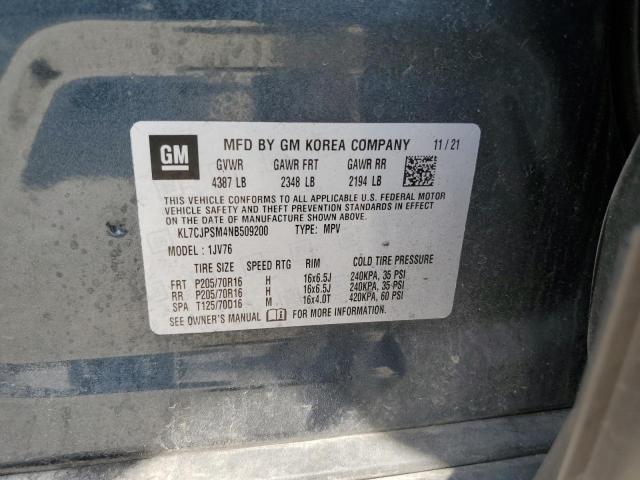 GM MFD BY GM KOREA COMPANY 11/21
GVWR GAWR FRT GAWR RR
4387 LB 2348 LB 2194 LB
THIS VEHICLE CONFORMS TO ALL APPLICABLE U.S. FEDERAL MOTOR
VEHICLE SAFETY AND THEFT PREVENTION STANDARDS IN EFFECT
ON THE DATE OF MANUFACTURE SHOWN ABOVE.
KL7CJPSM4NB509200 TYPE: MPV
MODEL : 1JV76
TIRE SIZE SPEED RTG RIM COLD TIRE PRESSURE
FRT P205/70R16 H 16x6.5J 240KPA, 35 PSI
RR P205/70R16 H 16x6.5J 240KPA, 35 PSI
SPA T125/70D16 M 16x4.0T 420KPA, 60 PSI
SEE OWNER'S MANUAL FOR MORE INFORMATION.